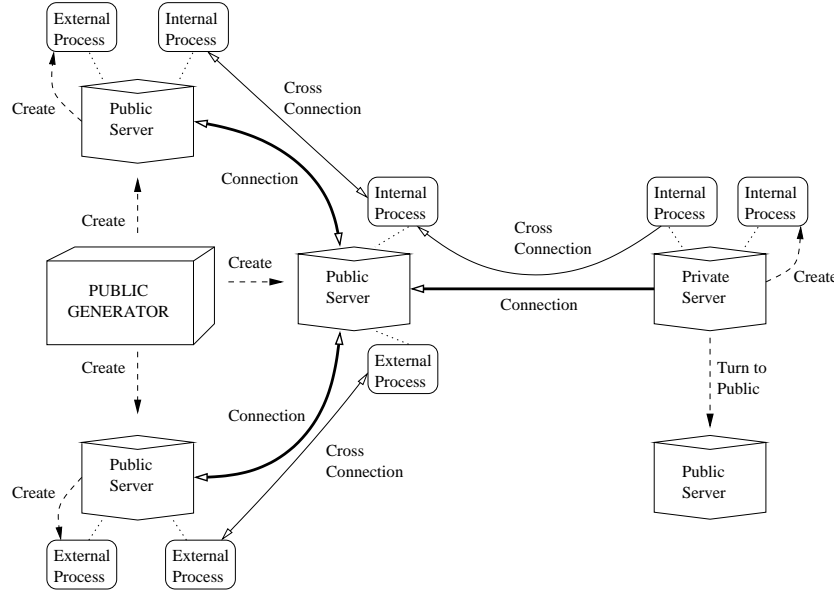 External
Process
Internal
Process
Create
Public
Server
Cross
Connection
Connection
Internal
Process
Internal
Process
Internal
Process
Create
Cross
Connection
PUBLIC
GENERATOR
Create
Public
Server
Private
Server
Create
Connection
Create
External
Process
Turn to
Public
Connection
Cross
Connection
Public
Server
Create
Public
Server
External
Process
External
Process